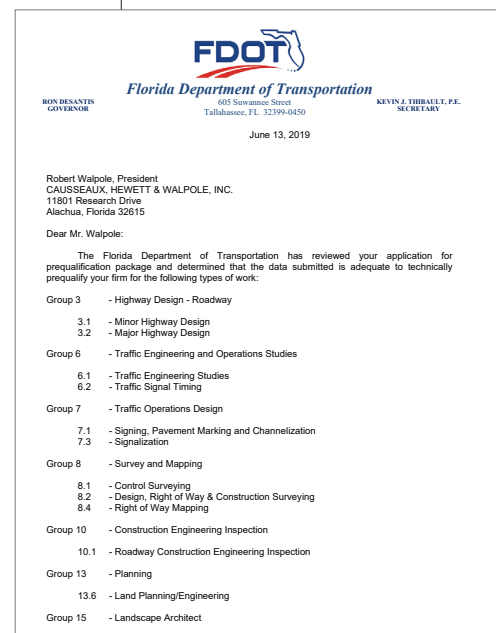 FDOT
Florida Department of Transportation
RON DESANTIS
GOVERNOR
605 Suwannee Street
Tallahassee, FL 32399-0450
KEVIN J. THIBAULT, P.E.
SECRETARY
June 13, 2019
Robert Walpole, President
CAUSSEAUX, HEWETT & WALPOLE, INC.
11801 Research Drive
Alachua, Florida 32615
Dear Mr. Walpole:
The Florida Department of Transportation has reviewed your application for
prequalification package and determined that the data submitted is adequate to technically
prequalify your firm for the following types of work:
Group 3 - Highway Design - Roadway
3.1 - Minor Highway Design
3.2 - Major Highway Design
Group 6 - Traffic Engineering and Operations Studies
6.1 - Traffic Engineering Studies
6.2 - Traffic Signal Timing
Group 7 - Traffic Operations Design
7.1 - Signing, Pavement Marking and Channelization
7.3 - Signalization
Group 8 - Survey and Mapping
8.1 - Control Surveying
8.2 - Design, Right of Way & Construction Surveying
8.4 - Right of Way Mapping
Group 10 - Construction Engineering Inspection
10.1 - Roadway Construction Engineering Inspection
Group 13 - Planning
13.6 - Land Planning/Engineering
Group 15 - Landscape Architect